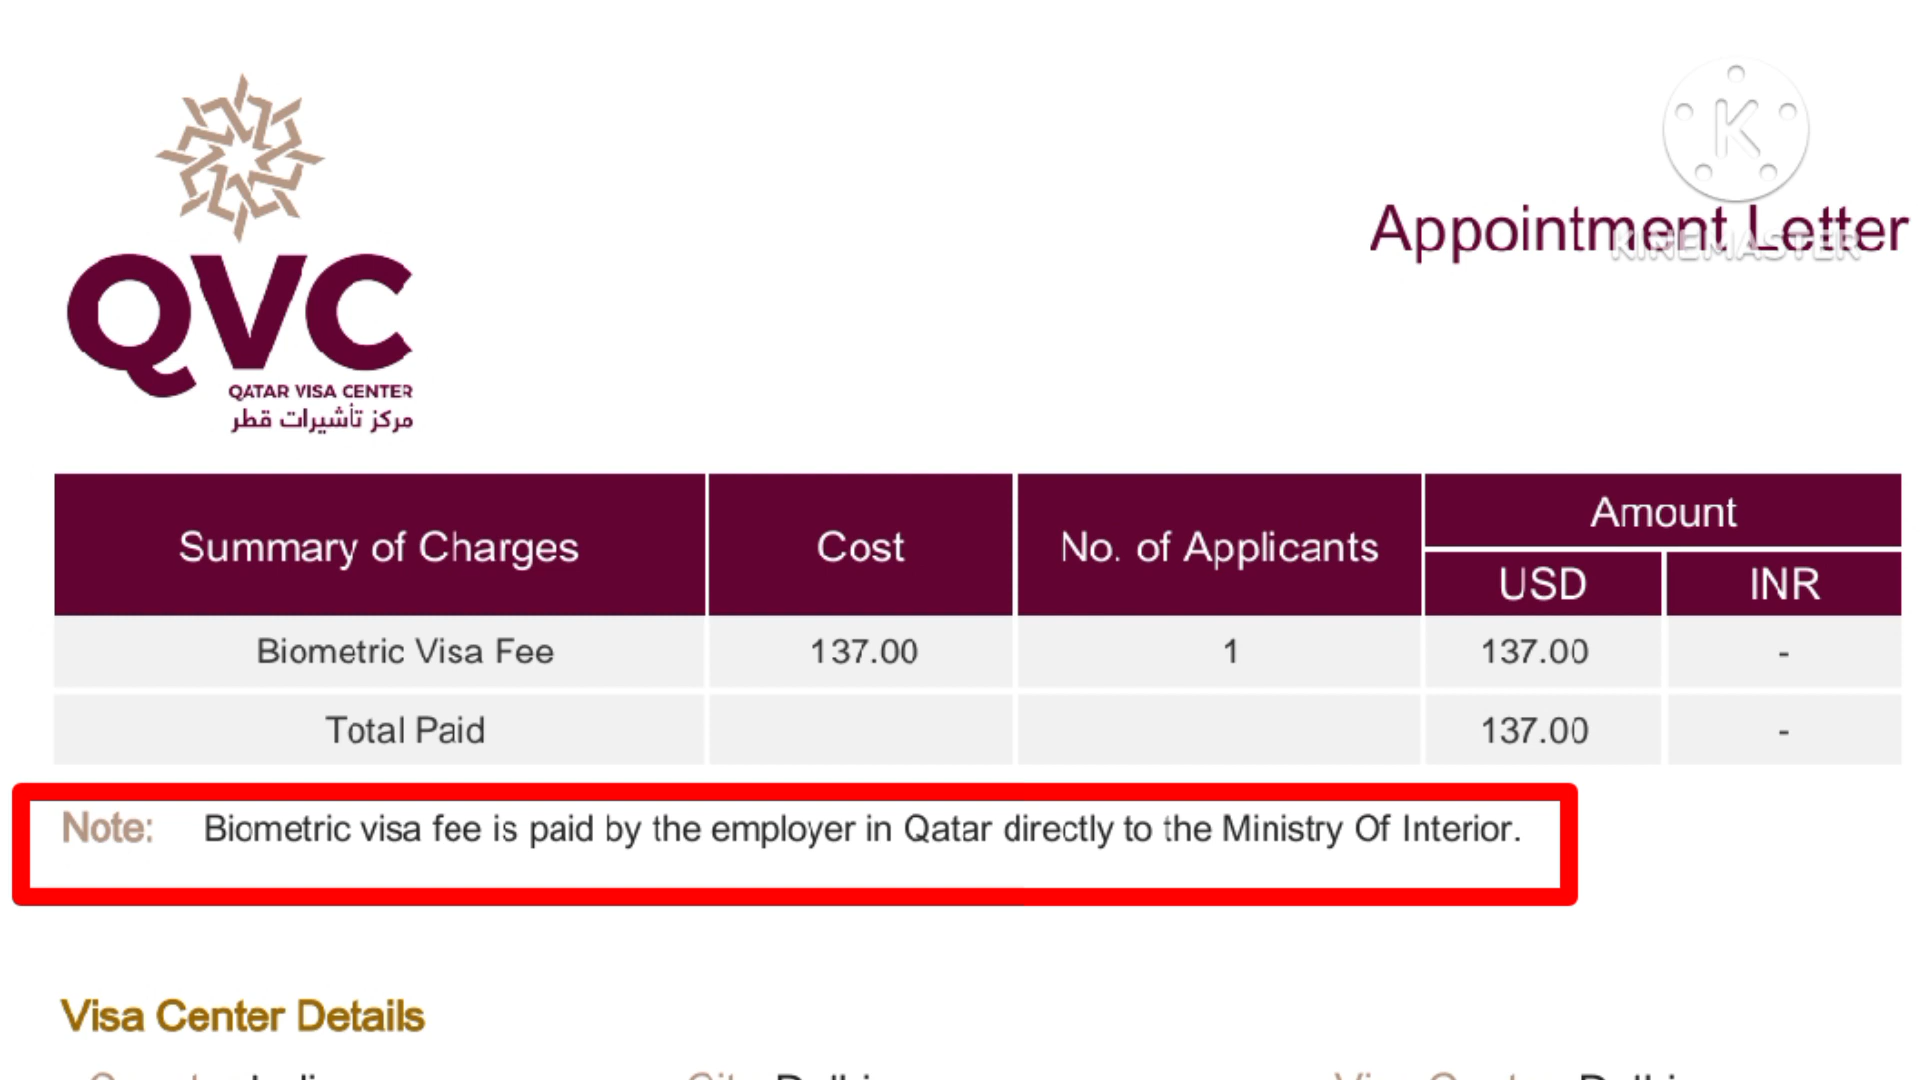 K
KINEMASTER
Appointment Letter
QVC
QATAR VISA CENTER
مركز تأشيرات قطر
Summary of Charges Cost No. of Applicants Amount
USD INR
Biometric Visa Fee 137.00 1 137.00 -
Total Paid 137.00 -
Note: Biometric visa fee is paid by the employer in Qatar directly to the Ministry Of Interior.
Visa Center Details